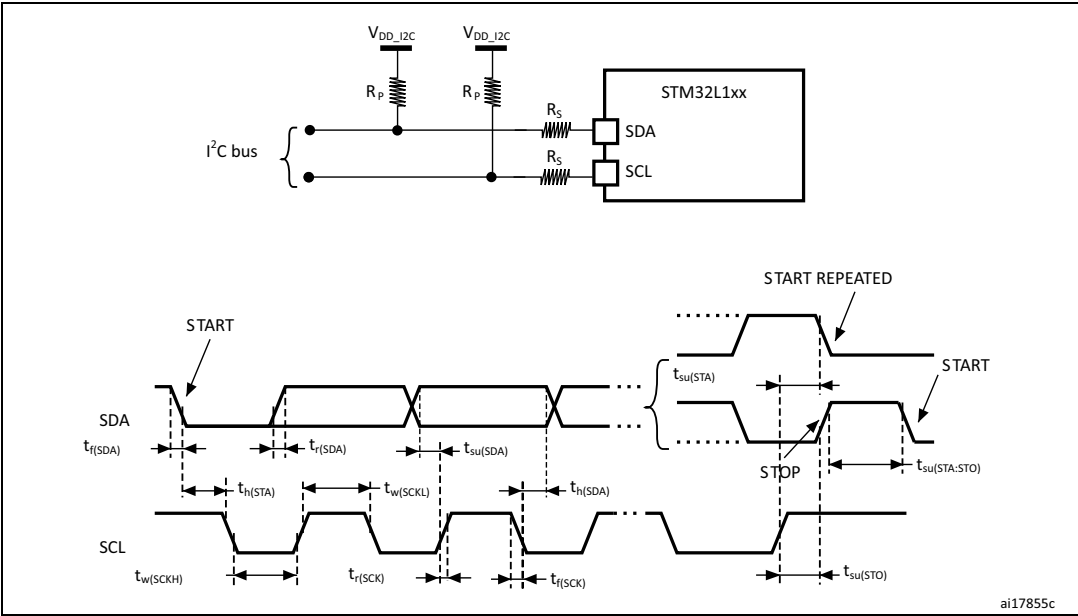 V_DD_I2C V_DD_I2C
R_P R_P
STM32L1xx
R_S
SDA
I²C bus
R_S
SCL
START REPEATED
START
t_su(STA)
START
SDA
t_f(SDA) t_r(SDA) t_su(SDA)
STOP
t_su(STA:STO)
t_h(STA) t_w(SCKL) t_h(SDA)
SCL
t_w(SCKH) t_r(SCK) t_f(SCK) t_su(STO)
ai17855c